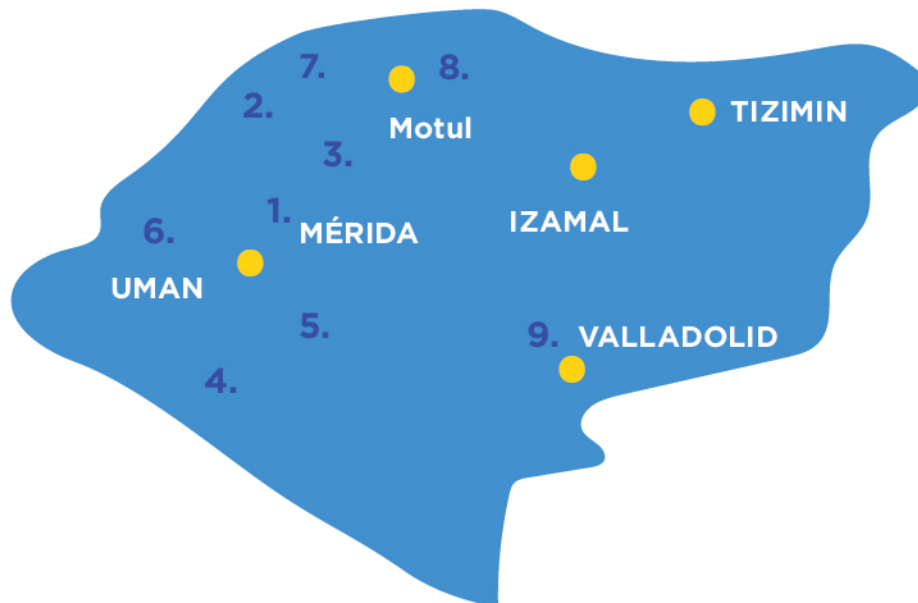 7.
8.
2.
Motul
TIZIMIN
3.
IZAMAL
1.
MÉRIDA
6.
UMAN
5.
9.
VALLADOLID
4.